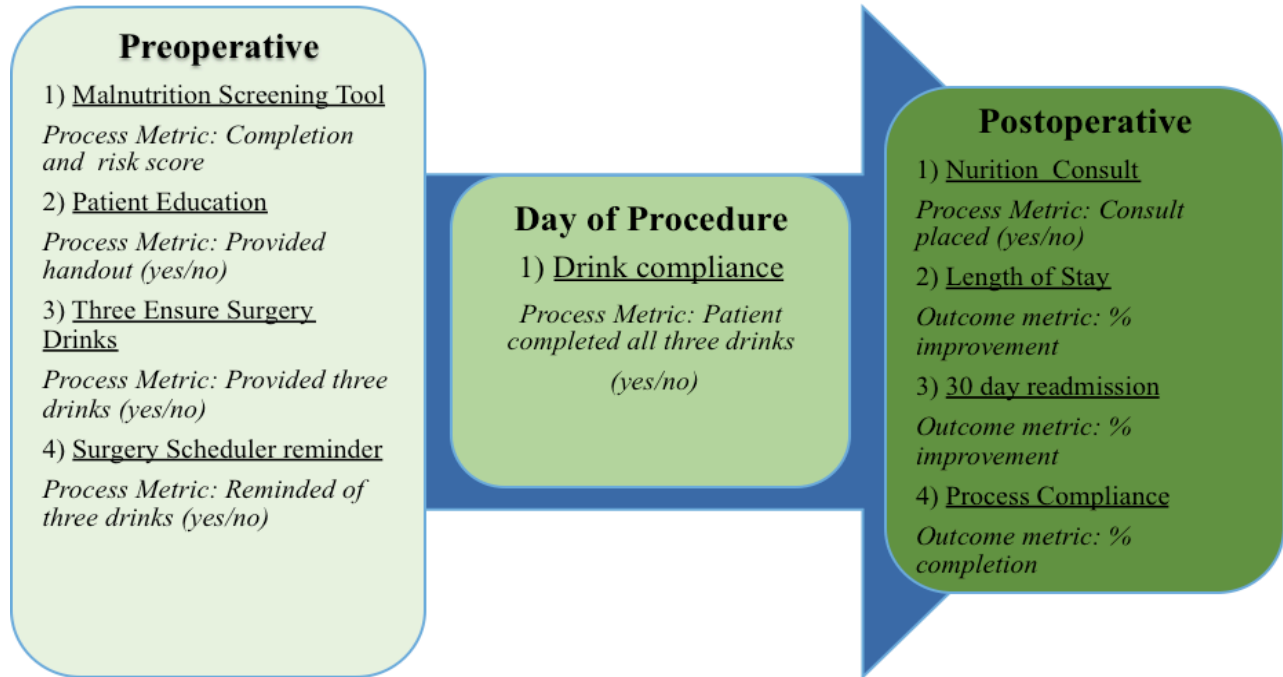 Preoperative
1) Malnutrition Screening Tool
Process Metric: Completion
and risk score
2) Patient Education
Process Metric: Provided
handout (yes/no)
3) Three Ensure Surgery
Drinks
Process Metric: Provided three
drinks (yes/no)
4) Surgery Scheduler reminder
Process Metric: Reminded of
three drinks (yes/no)
Day of Procedure
1) Drink compliance
Process Metric: Patient
completed all three drinks
(yes/no)
Postoperative
1) Nurition Consult
Process Metric: Consult
placed (yes/no)
2) Length of Stay
Outcome metric: %
improvement
3) 30 day readmission
Outcome metric: %
improvement
4) Process Compliance
Outcome metric: %
completion